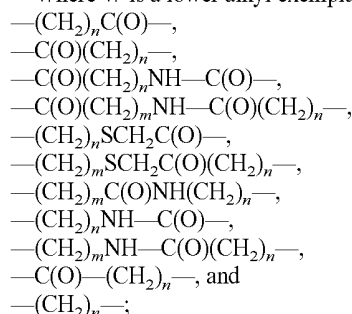 —(CH₂)ₙC(O)—,
—C(O)(CH₂)ₙ—,
—C(O)(CH₂)ₙNH—C(O)—,
—C(O)(CH₂)ₘNH—C(O)(CH₂)ₙ—,
—(CH₂)ₙSCH₂C(O)—,
—(CH₂)ₘSCH₂C(O)(CH₂)ₙ—,
—(CH₂)ₘC(O)NH(CH₂)ₙ—,
—(CH₂)ₙNH—C(O)—,
—(CH₂)ₘNH—C(O)(CH₂)ₙ—,
—C(O)—(CH₂)ₙ—, and
—(CH₂)ₙ—;